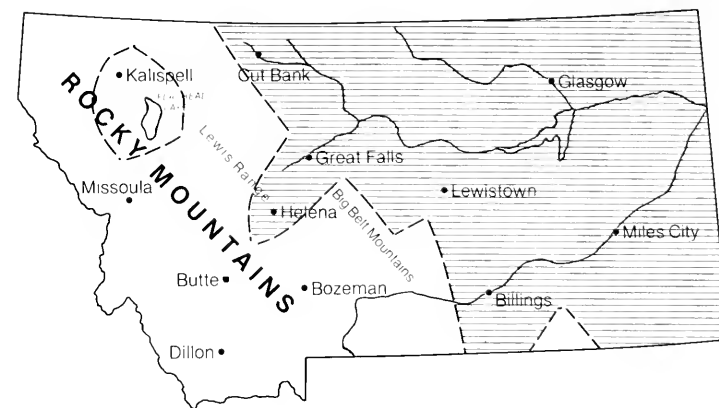 Kalispell
Cut Bank
Glasgow
ROCKY MOUNTAINS
Lewis Range
Great Falls
Missoula
Lewistown
Helena
Big Belt Mountains
Miles City
Butte
Bozeman
Billings
Dillon